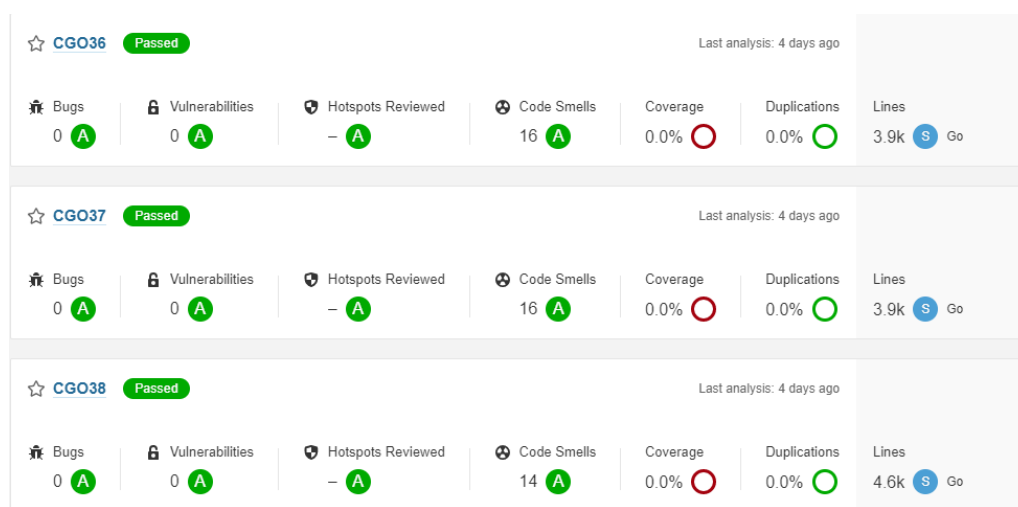 CGO36 Passed Last analysis: 4 days ago
Bugs Vulnerabilities Hotspots Reviewed Code Smells Coverage Duplications Lines
0 A 0 A – A 16 A 0.0% 0.0% 3.9k S Go
CGO37 Passed Last analysis: 4 days ago
Bugs Vulnerabilities Hotspots Reviewed Code Smells Coverage Duplications Lines
0 A 0 A – A 16 A 0.0% 0.0% 3.9k S Go
CGO38 Passed Last analysis: 4 days ago
Bugs Vulnerabilities Hotspots Reviewed Code Smells Coverage Duplications Lines
0 A 0 A – A 14 A 0.0% 0.0% 4.6k S Go